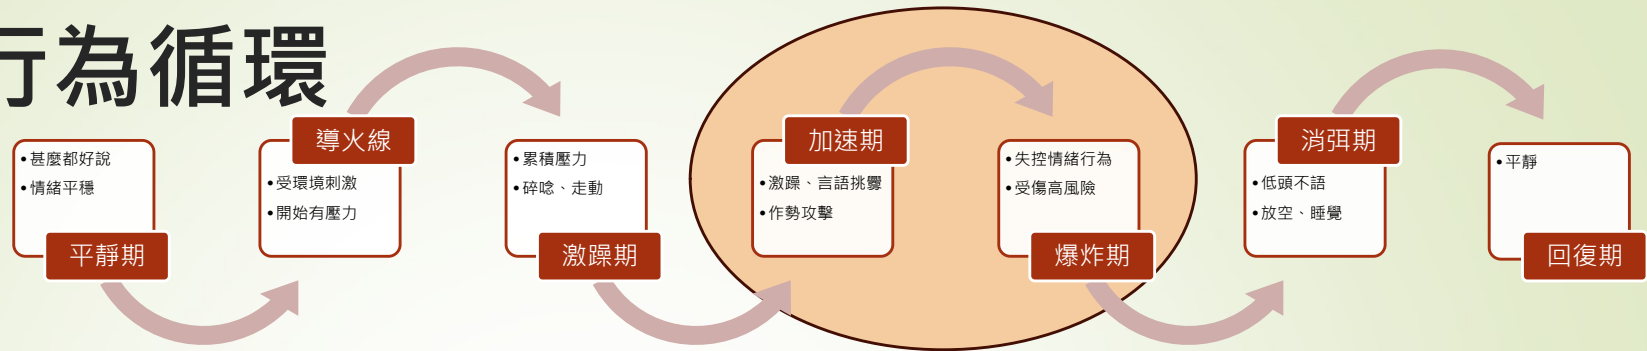 行為循環
• 甚麼都好說
• 情緒平穩
平靜期
導火線
• 受環境刺激
• 開始有壓力
• 累積壓力
• 碎唸、走動
激躁期
加速期
• 激躁、言語挑釁
• 作勢攻擊
• 失控情緒行為
• 受傷高風險
爆炸期
消弭期
• 低頭不語
• 放空、睡覺
• 平靜
回復期